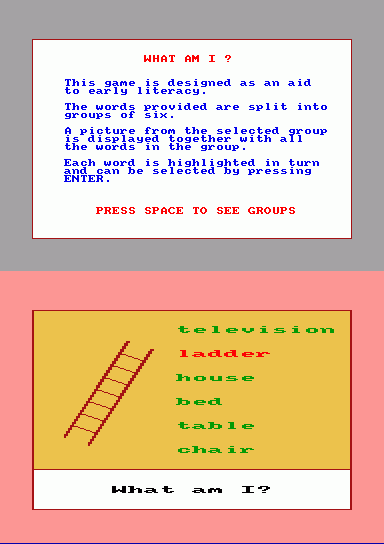 WHAT AM I ?
This game is designed as an aid
to early literacy.
The words provided are split into
groups of six.
A picture from the selected group
is displayed together with all
the words in the group.
Each word is highlighted in turn
and can be selected by pressing
ENTER.
PRESS SPACE TO SEE GROUPS
television
ladder
house
bed
table
chair
What am I?